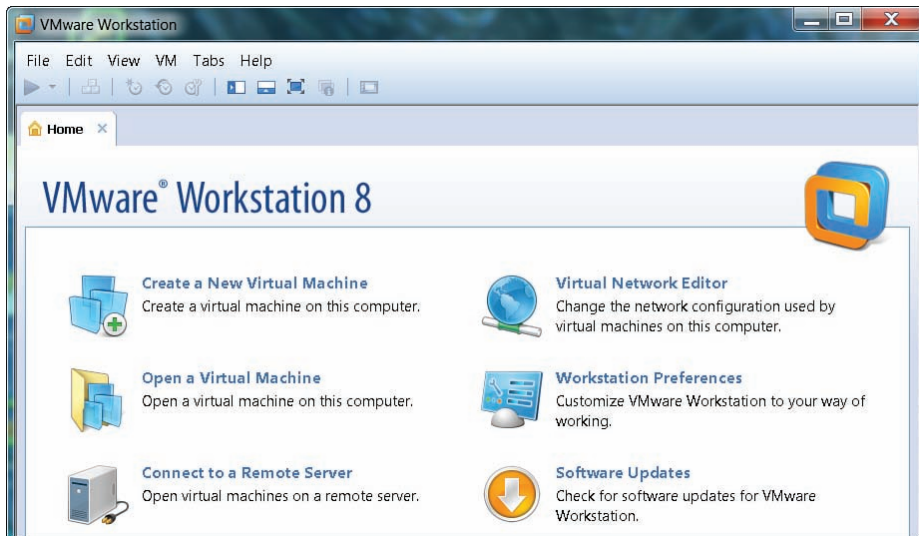 VMware Workstation
File Edit View VM Tabs Help
Home
VMware® Workstation 8
Create a New Virtual Machine
Create a virtual machine on this computer.
Virtual Network Editor
Change the network configuration used by
virtual machines on this computer.
Open a Virtual Machine
Open a virtual machine on this computer.
Workstation Preferences
Customize VMware Workstation to your way of
working.
Connect to a Remote Server
Open virtual machines on a remote server.
Software Updates
Check for software updates for VMware
Workstation.